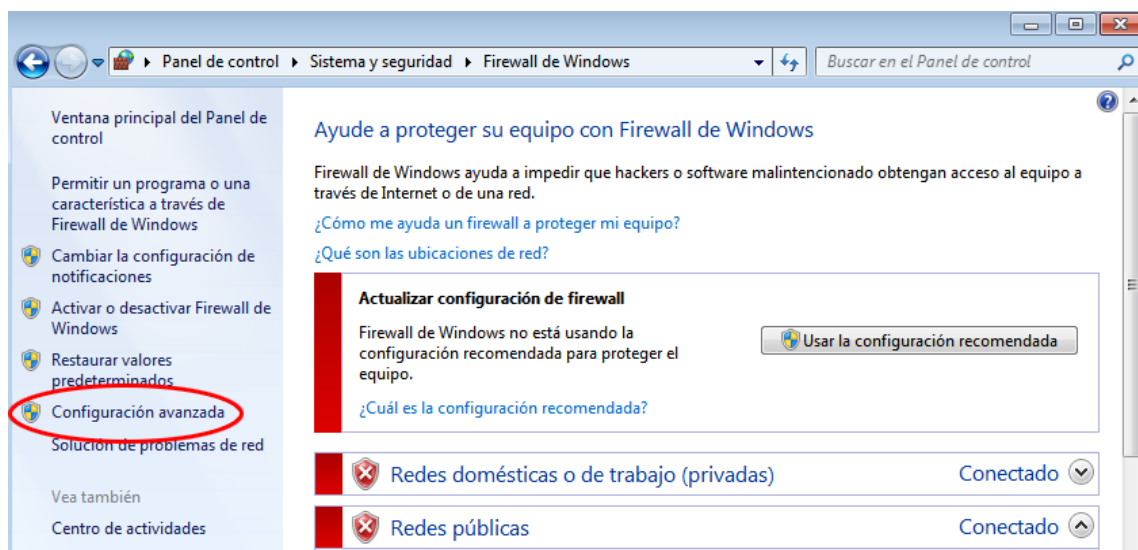 Panel de control ▸ Sistema y seguridad ▸ Firewall de Windows
Buscar en el Panel de control
Ventana principal del Panel de
control
Permitir un programa o una
característica a través de
Firewall de Windows
Cambiar la configuración de
notificaciones
Activar o desactivar Firewall de
Windows
Restaurar valores
predeterminados
Configuración avanzada
Solución de problemas de red
Vea también
Centro de actividades
Ayude a proteger su equipo con Firewall de Windows
Firewall de Windows ayuda a impedir que hackers o software malintencionado obtengan acceso al equipo a
través de Internet o de una red.
¿Cómo me ayuda un firewall a proteger mi equipo?
¿Qué son las ubicaciones de red?
Actualizar configuración de firewall
Firewall de Windows no está usando la
configuración recomendada para proteger el
equipo.
Usar la configuración recomendada
¿Cuál es la configuración recomendada?
Redes domésticas o de trabajo (privadas) Conectado
Redes públicas Conectado